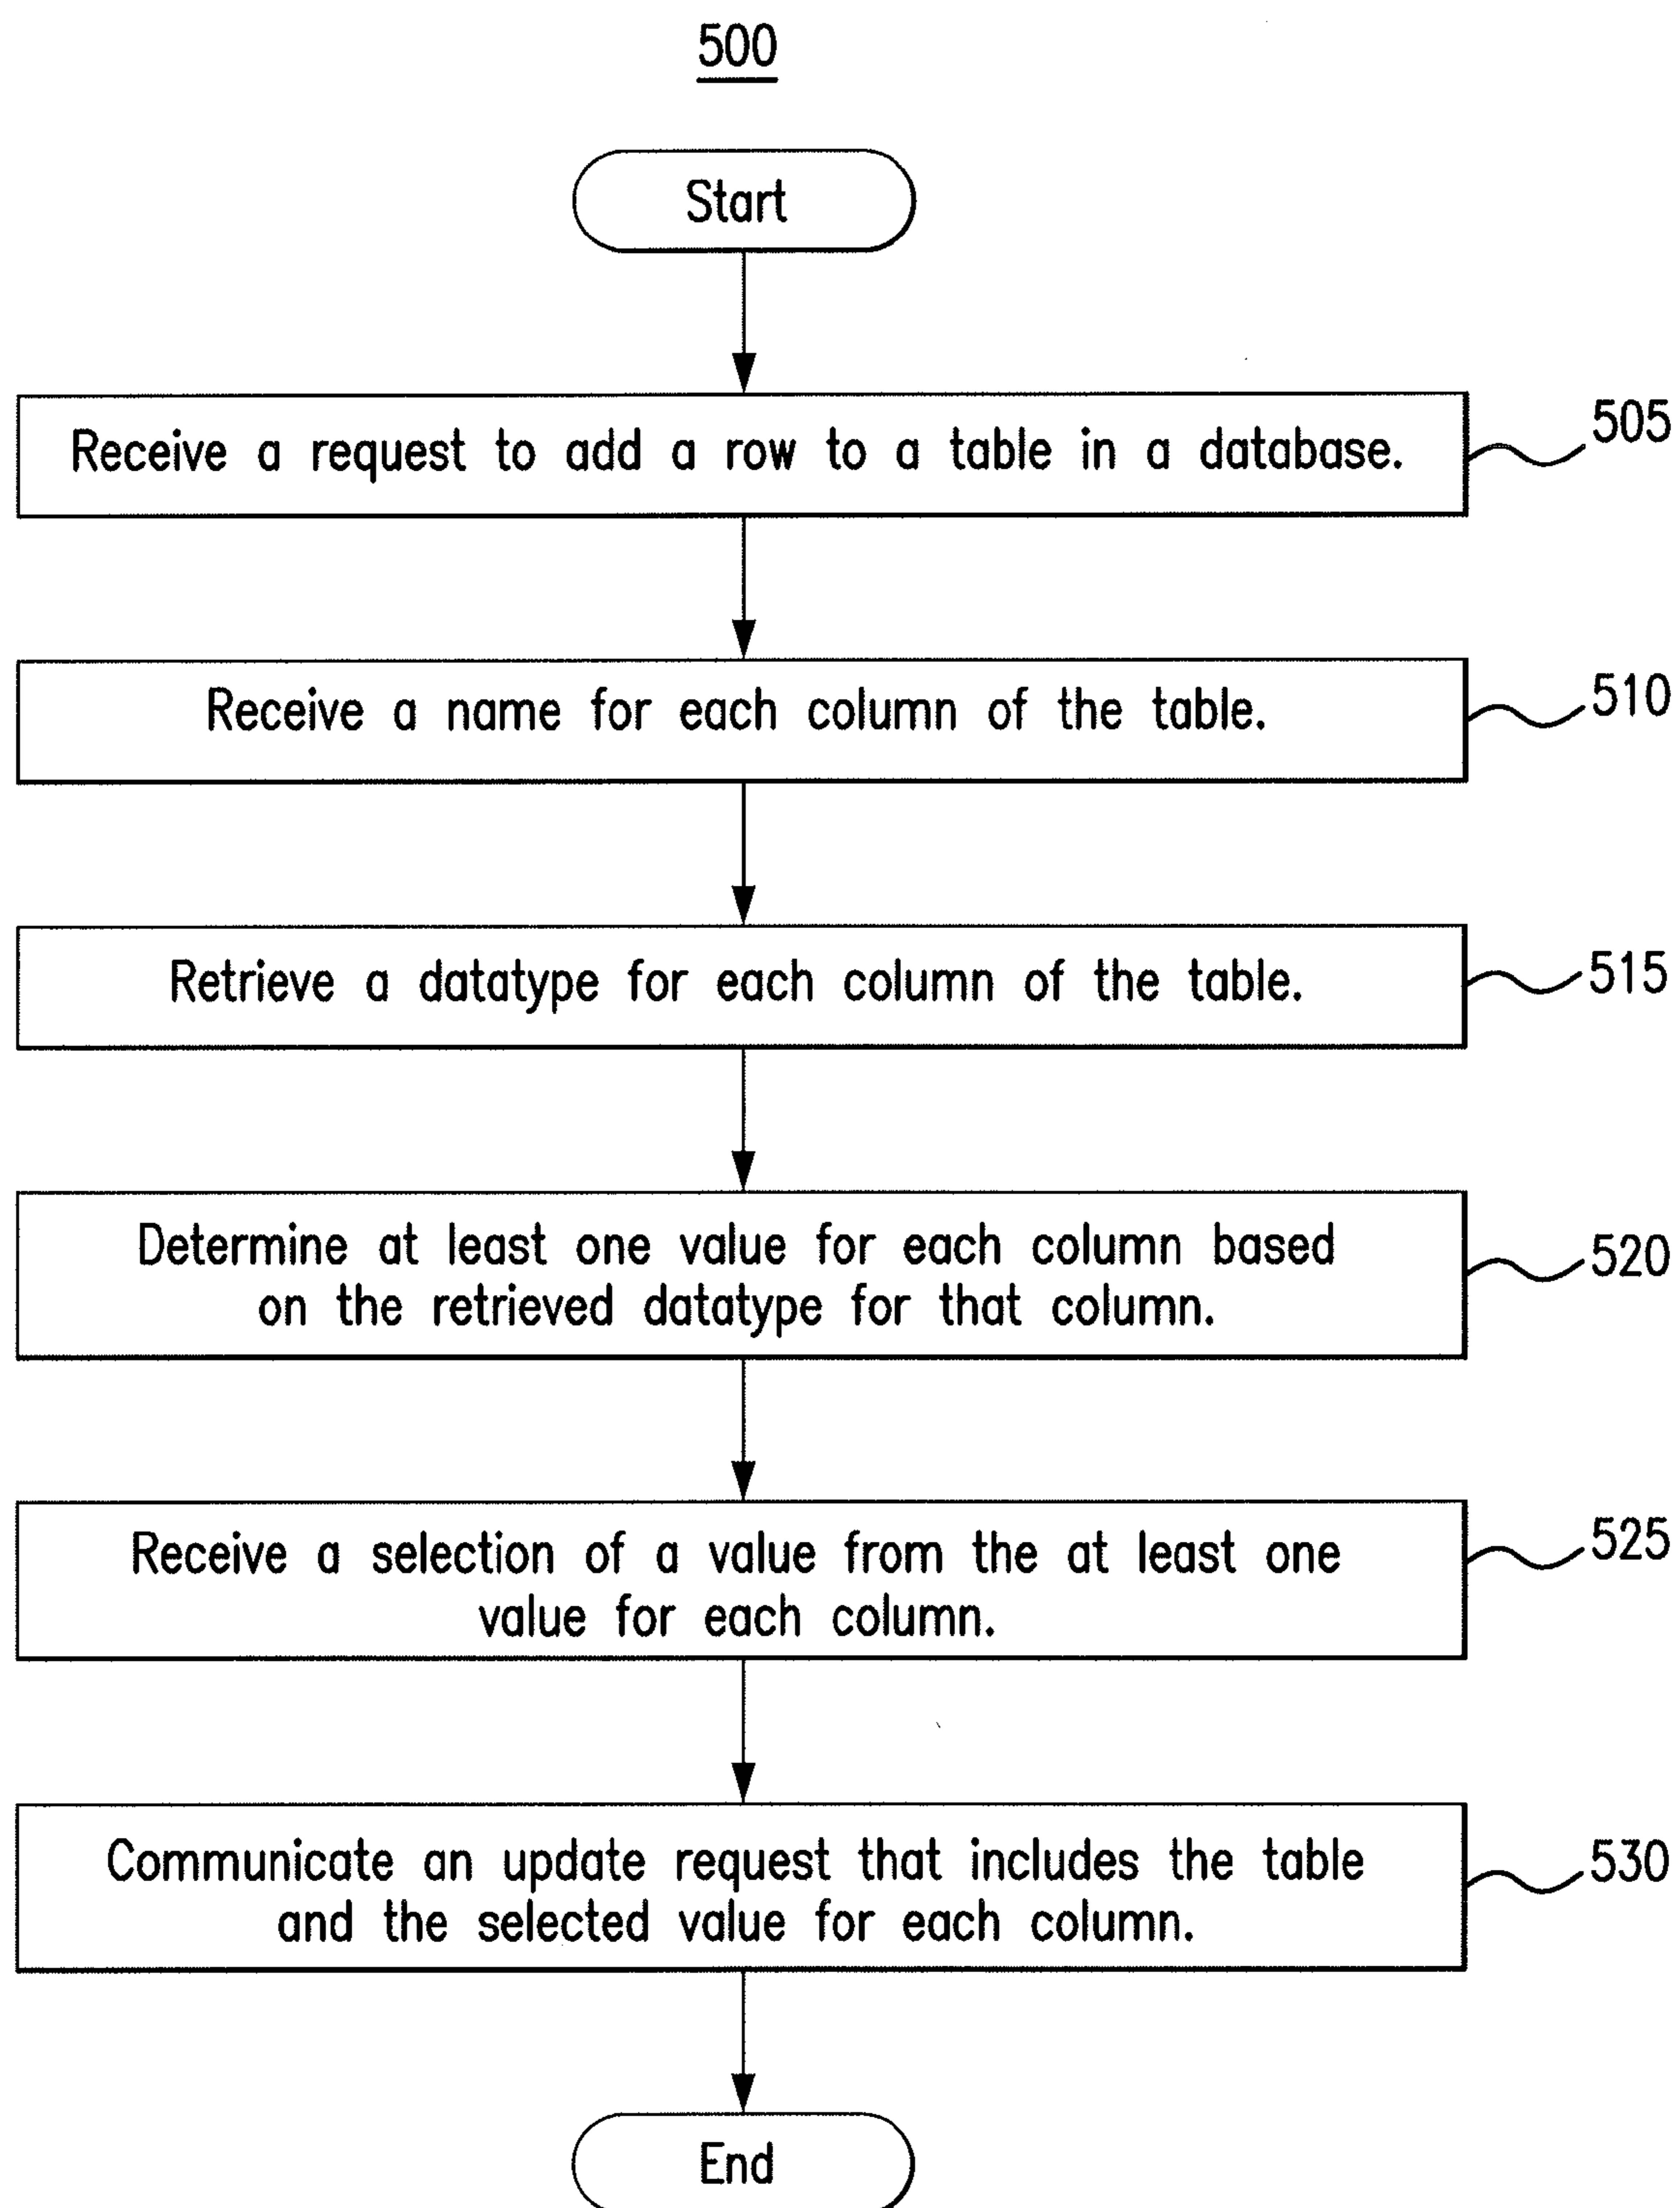 500
Start
Receive a request to add a row to a table in a database.
505
Receive a name for each column of the table.
510
Retrieve a datatype for each column of the table.
515
Determine at least one value for each column based
on the retrieved datatype for that column.
520
Receive a selection of a value from the at least one
value for each column.
525
Communicate an update request that includes the table
and the selected value for each column.
530
End